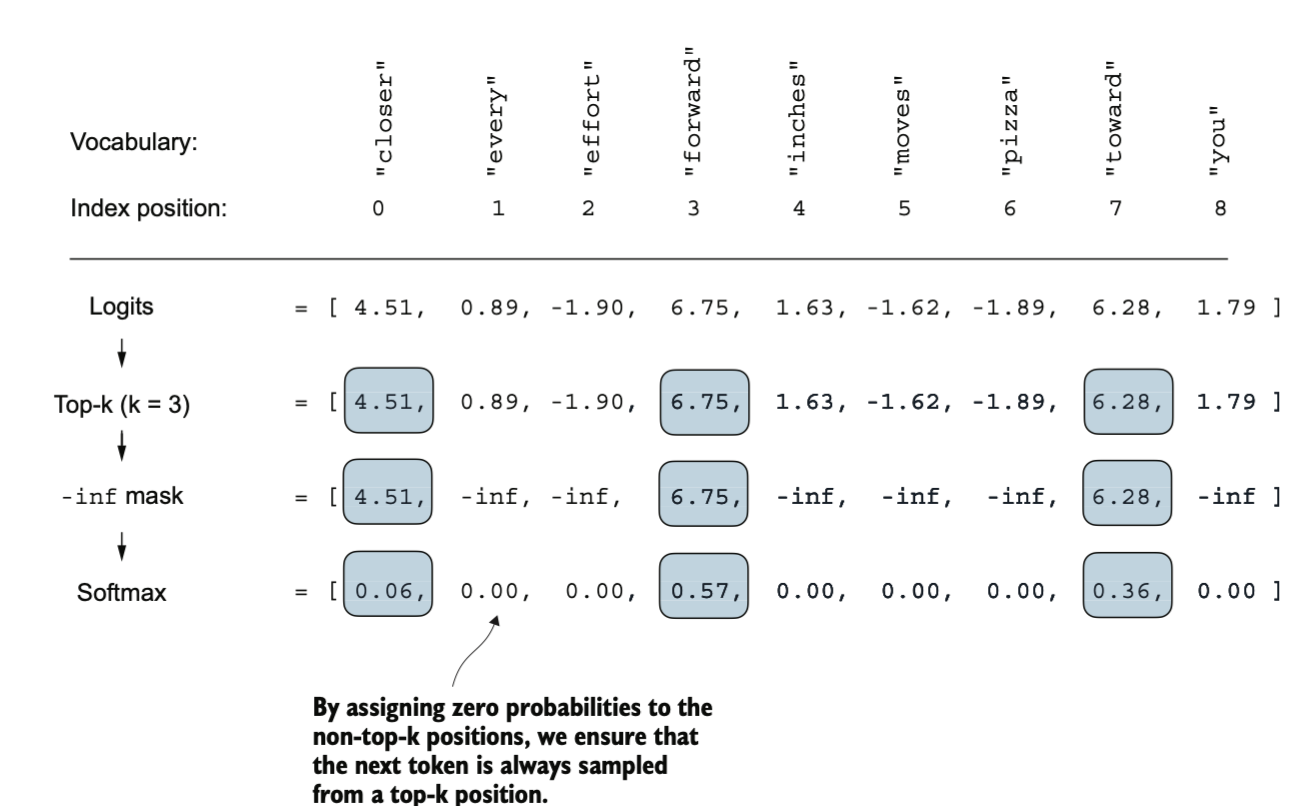 Vocabulary: "closer" "every" "effort" "forward" "inches" "moves" "pizza" "toward" "you"
Index position: 0 1 2 3 4 5 6 7 8
Logits = [ 4.51, 0.89, -1.90, 6.75, 1.63, -1.62, -1.89, 6.28, 1.79 ]
Top-k (k = 3) = [ 4.51, 0.89, -1.90, 6.75, 1.63, -1.62, -1.89, 6.28, 1.79 ]
-inf mask = [ 4.51, -inf, -inf, 6.75, -inf, -inf, -inf, 6.28, -inf ]
Softmax = [ 0.06, 0.00, 0.00, 0.57, 0.00, 0.00, 0.00, 0.36, 0.00 ]
By assigning zero probabilities to the
non-top-k positions, we ensure that
the next token is always sampled
from a top-k position.